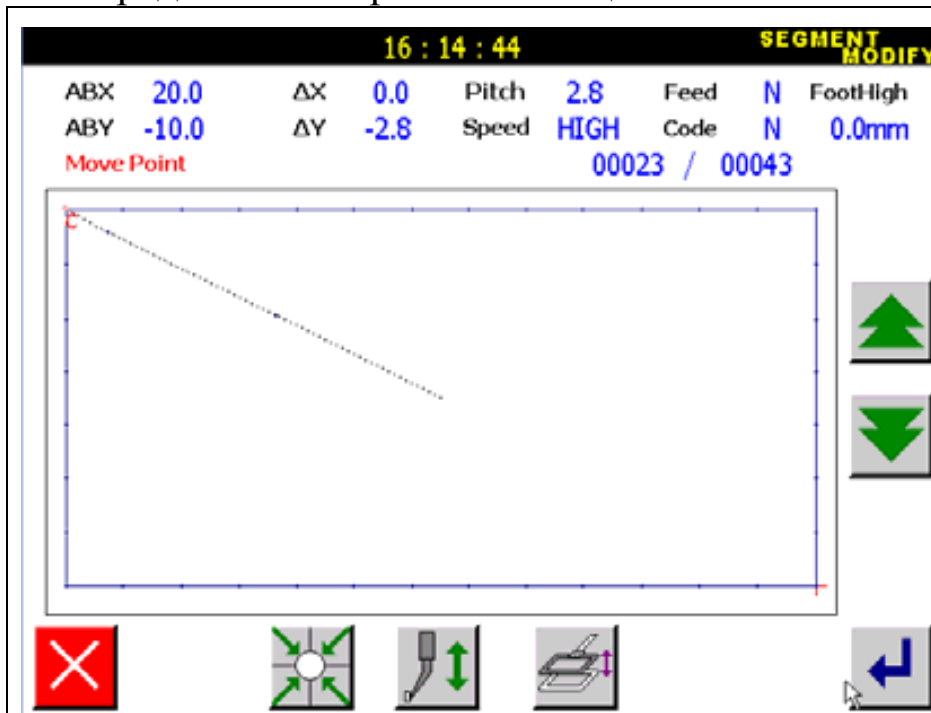 16 : 14 : 44
SEGMENT
MODIFY
ABX 20.0 ΔX 0.0 Pitch 2.8 Feed N FootHigh
ABY -10.0 ΔY -2.8 Speed HIGH Code N 0.0mm
Move Point 00023 / 00043
C